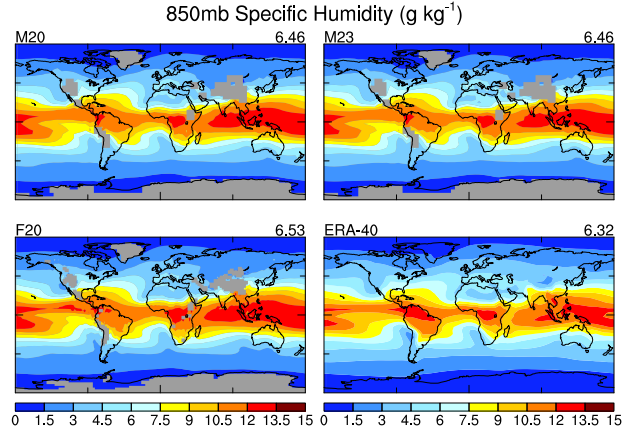 850mb Specific Humidity (g kg-1)
M20 6.46 M23 6.46
F20 6.53 ERA-40 6.32
0 1.5 3 4.5 6 7.5 9 10.5 12 13.5 15 0 1.5 3 4.5 6 7.5 9 10.5 12 13.5 15